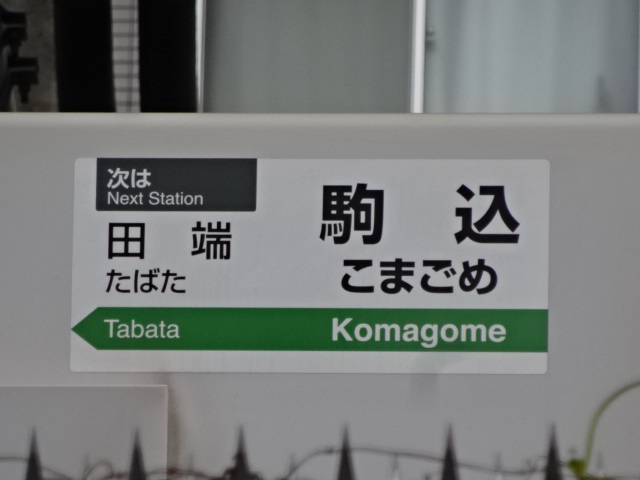 次は
Next Station
田 端
たばた
Tabata
駒 込
こまごめ
Komagome